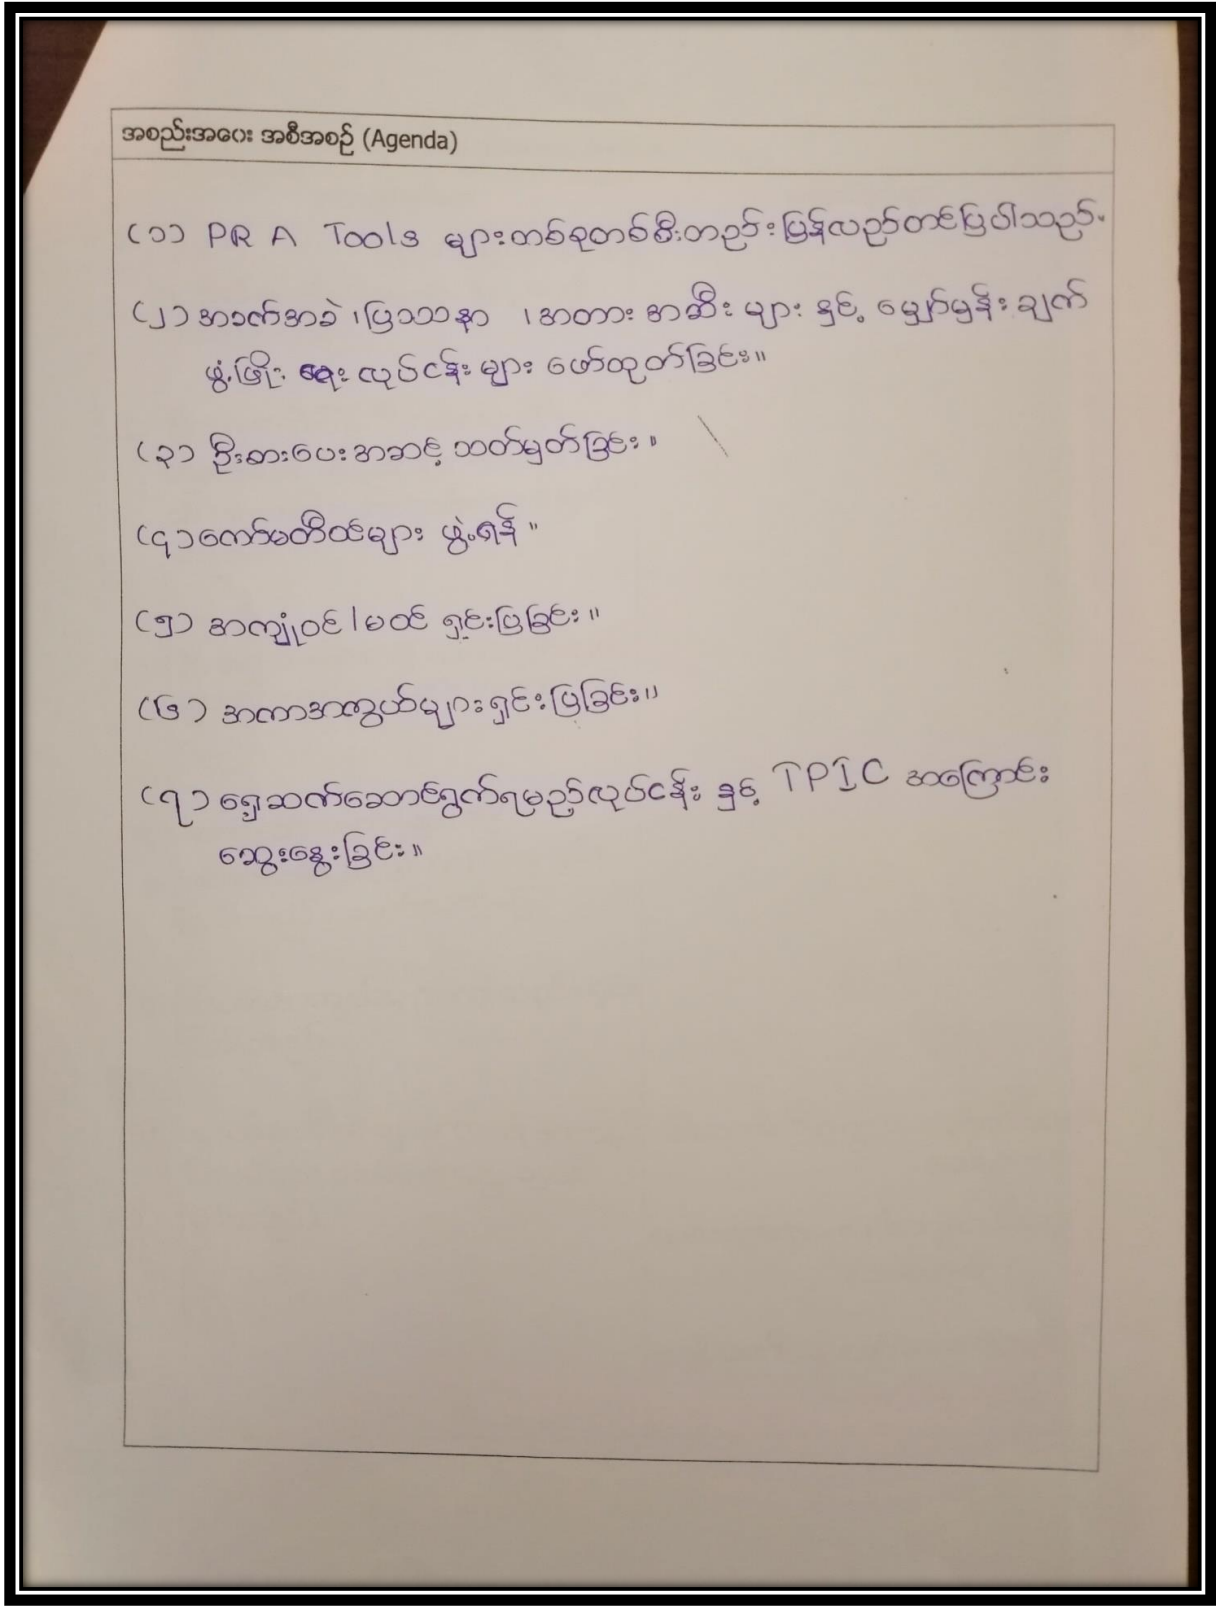 အစည်းအဝေး အစီအစဉ် (Agenda)
(၁) PRA Tools များတစ်ခုတစ်စီးတည်းပြန်လည်တင်ပြပါသည်။
(၂) အခက်အခဲ ၊ပြဿနာ ၊အတားအဆီး များ နှင့် မျှော်မှန်းချက်
ဖွံ့ဖြိုး ရေး လုပ်ငန်းများ ဖော်ထုတ်ခြင်း။
(၃) ဦးစားပေးအဆင့် သတ်မှတ်ခြင်း။
(၄) ကော်မတီဝင်များ ဖွဲ့ရန်။
(၅) အကျုံးဝင်/မဝင် ရှင်းပြခြင်း။
(၆) အကာအကွယ်များရှင်းပြခြင်း။
(၇) ရှေ့ဆက်ဆောင်ရွက်ရမည့်လုပ်ငန်း နှင့် TPIC အကြောင်း
ဆွေးနွေးခြင်း။